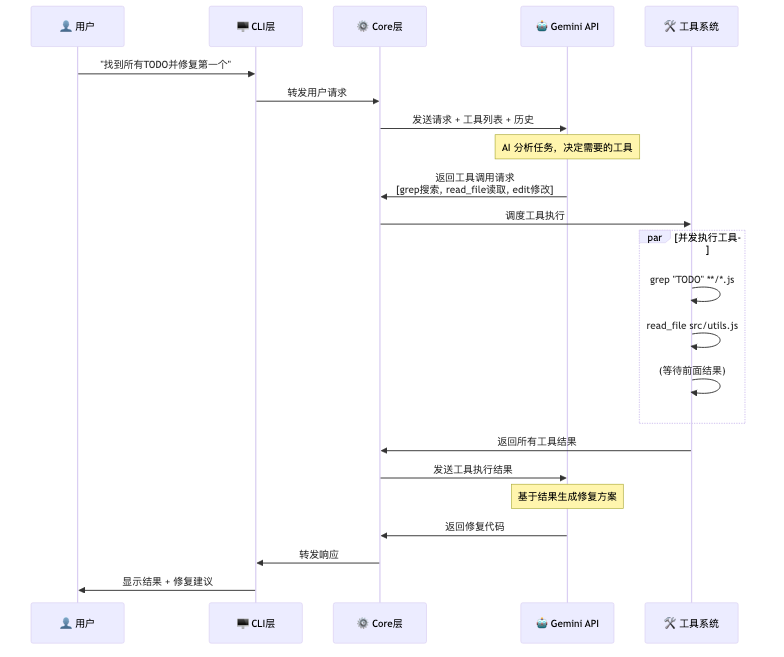 👤 用户
🖥️ CLI层
⚙️ Core层
🤖 Gemini API
🛠️ 工具系统
"找到所有TODO并修复第一个"
转发用户请求
发送请求 + 工具列表 + 历史
AI 分析任务，决定需要的工具
返回工具调用请求
[grep搜索, read_file读取, edit修改]
调度工具执行
par
[并发执行工具-
]
grep "TODO" **/*.js
read_file src/utils.js
(等待前面结果)
返回所有工具结果
发送工具执行结果
基于结果生成修复方案
返回修复代码
转发响应
显示结果 + 修复建议
👤 用户
🖥️ CLI层
⚙️ Core层
🤖 Gemini API
🛠️ 工具系统